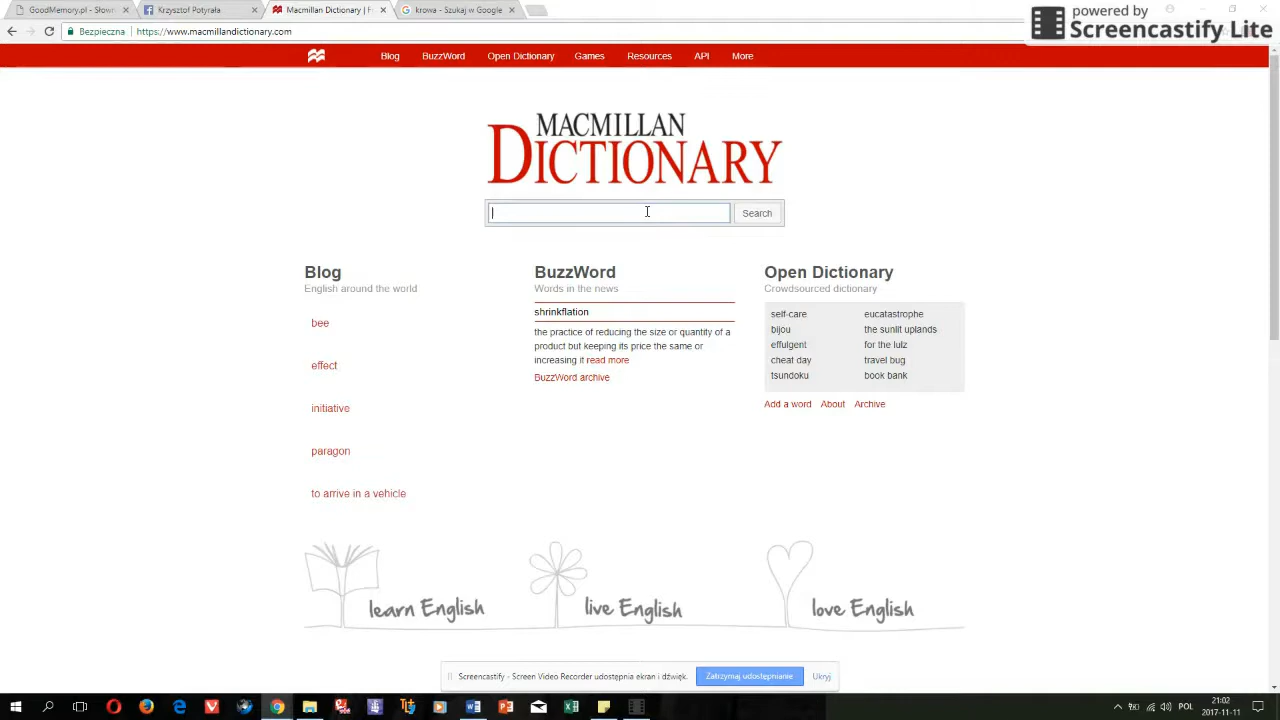 GoodMemory.pl - Słown
Krzysztof Potyrała
Macmillan Dictionary | F
krowa - Szukaj w Google
powered by
Screencastify Lite
Bezpieczna
https://www.macmillandictionary.com
Blog
BuzzWord
Open Dictionary
Games
Resources
API
More
MACMILLAN
DICTIONARY
Search
Blog
English around the world
bee
effect
initiative
paragon
to arrive in a vehicle
BuzzWord
Words in the news
shrinkflation
the practice of reducing the size or quantity of a
product but keeping its price the same or
increasing it read more
BuzzWord archive
Open Dictionary
Crowdsourced dictionary
self-care
eucatastrophe
bijou
the sunlit uplands
effulgent
for the lulz
cheat day
travel bug
tsundoku
book bank
Add a word
About
Archive
learn English
live English
love English
Screencastify - Screen Video Recorder udostępnia ekran i dźwięk.
Zatrzymaj udostępnianie
Ukryj
POL
21:02
2017-11-11